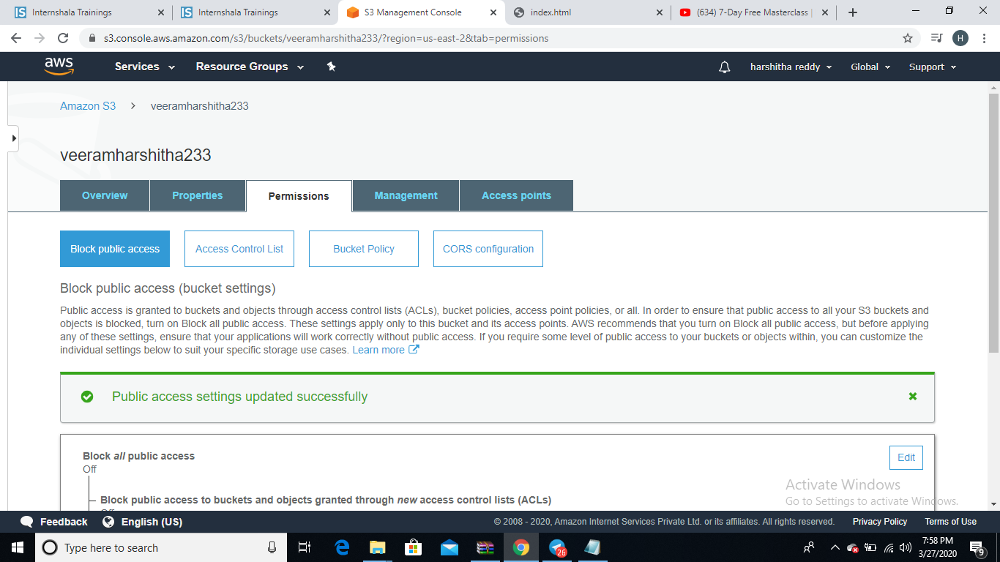 Internshala Trainings
Internshala Trainings
S3 Management Console
index.html
(634) 7-Day Free Masterclass |
s3.console.aws.amazon.com/s3/buckets/veeramharshitha233/?region=us-east-2&tab=permissions
H
aws
Services
Resource Groups
harshitha reddy
Global
Support
Amazon S3 > veeramharshitha233
veeramharshitha233
Overview
Properties
Permissions
Management
Access points
Block public access
Access Control List
Bucket Policy
CORS configuration
Block public access (bucket settings)
Public access is granted to buckets and objects through access control lists (ACLs), bucket policies, access point policies, or all. In order to ensure that public access to all your S3 buckets and
objects is blocked, turn on Block all public access. These settings apply only to this bucket and its access points. AWS recommends that you turn on Block all public access, but before applying
any of these settings, ensure that your applications will work correctly without public access. If you require some level of public access to your buckets or objects within, you can customize the
individual settings below to suit your specific storage use cases. Learn more
Public access settings updated successfully
Block all public access
Off
Edit
Block public access to buckets and objects granted through new access control lists (ACLs)
Activate Windows
Go to Settings to activate Windows.
Feedback
English (US)
© 2008 - 2020, Amazon Internet Services Private Ltd. or its affiliates. All rights reserved.
Privacy Policy
Terms of Use
Type here to search
26
7:58 PM
3/27/2020
9